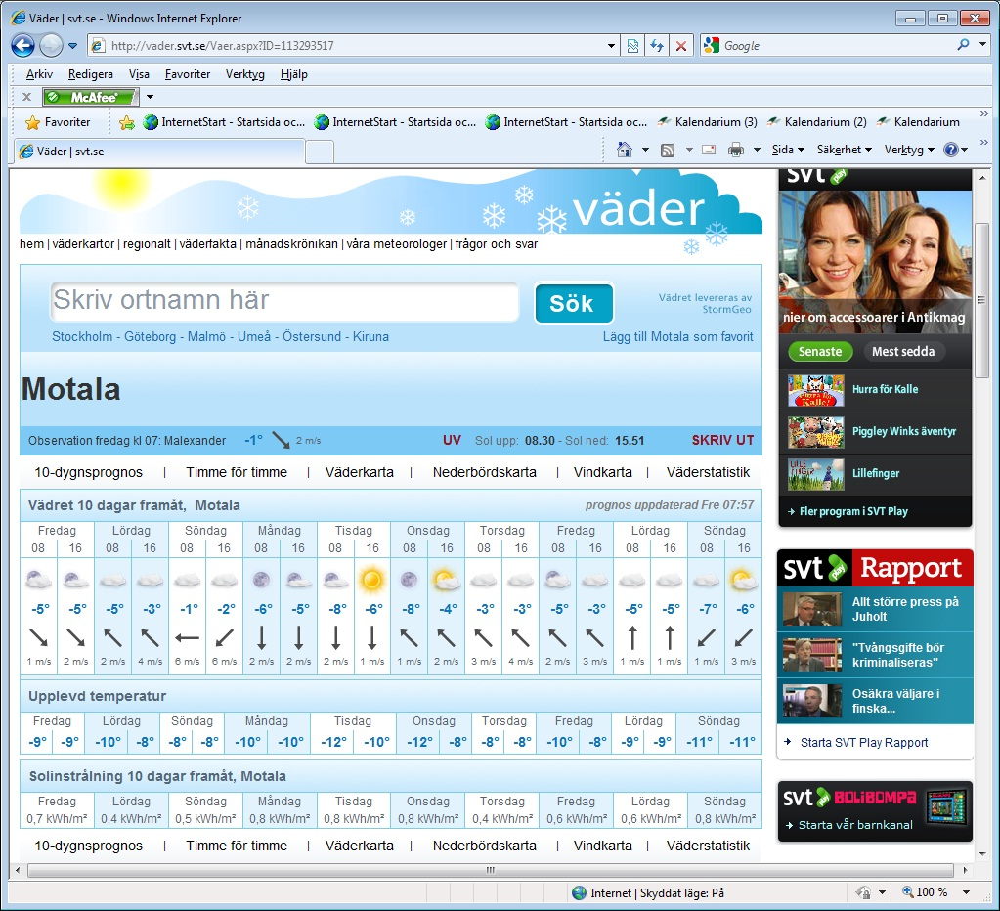 Väder | svt.se - Windows Internet Explorer
http://vader.svt.se/Vaer.aspx?ID=113293517
Google
Arkiv Redigera Visa Favoriter Verktyg Hjälp
x McAfee
Favoriter InternetStart - Startsida oc... InternetStart - Startsida oc... InternetStart - Startsida oc... Kalendarium (3) Kalendarium (2) Kalendarium »
Väder | svt.se Sida Säkerhet Verktyg »
väder
hem | väderkartor | regionalt | väderfakta | månadskrönikan | våra meteorologer | frågor och svar
Skriv ortnamn här Sök
Vädret levereras av
StormGeo
Stockholm - Göteborg - Malmö - Umeå - Östersund - Kiruna Lägg till Motala som favorit
Motala
Observation fredag kl 07: Malexander -1° 2 m/s UV Sol upp: 08.30 - Sol ned: 15.51 SKRIV UT
10-dygnsprognos | Timme för timme | Väderkarta | Nederbördskarta | Vindkarta | Väderstatistik
Vädret 10 dagar framåt, Motala prognos uppdaterad Fre 07:57
Fredag Lördag Söndag Måndag Tisdag Onsdag Torsdag Fredag Lördag Söndag
08 16 08 16 08 16 08 16 08 16 08 16 08 16 08 16 08 16 08 16
-5° -5° -5° -3° -1° -2° -6° -5° -8° -6° -8° -4° -3° -3° -5° -3° -5° -5° -7° -6°
1 m/s 2 m/s 2 m/s 4 m/s 6 m/s 6 m/s 2 m/s 2 m/s 2 m/s 1 m/s 1 m/s 2 m/s 3 m/s 4 m/s 2 m/s 3 m/s 1 m/s 1 m/s 1 m/s 3 m/s
Upplevd temperatur
Fredag Lördag Söndag Måndag Tisdag Onsdag Torsdag Fredag Lördag Söndag
-9° -9° -10° -8° -8° -8° -10° -10° -12° -10° -12° -8° -8° -8° -10° -8° -9° -9° -11° -11°
Solinstrålning 10 dagar framåt, Motala
Fredag Lördag Söndag Måndag Tisdag Onsdag Torsdag Fredag Lördag Söndag
0,7 kWh/m² 0,4 kWh/m² 0,5 kWh/m² 0,8 kWh/m² 0,8 kWh/m² 0,8 kWh/m² 0,4 kWh/m² 0,6 kWh/m² 0,6 kWh/m² 0,8 kWh/m²
10-dygnsprognos | Timme för timme | Väderkarta | Nederbördskarta | Vindkarta | Väderstatistik
svt play
nier om accessoarer i Antikmag
Senaste Mest sedda
Hurra för Kalle
Piggley Winks äventyr
Lillefinger
Fler program i SVT Play
svt play Rapport
Allt större press på
Juholt
"Tvångsgifte bör
kriminaliseras"
Osäkra väljare i
finska...
Starta SVT Play Rapport
svt play BOLIBOMPA
Starta vår barnkanal
Internet | Skyddat läge: På 100 %